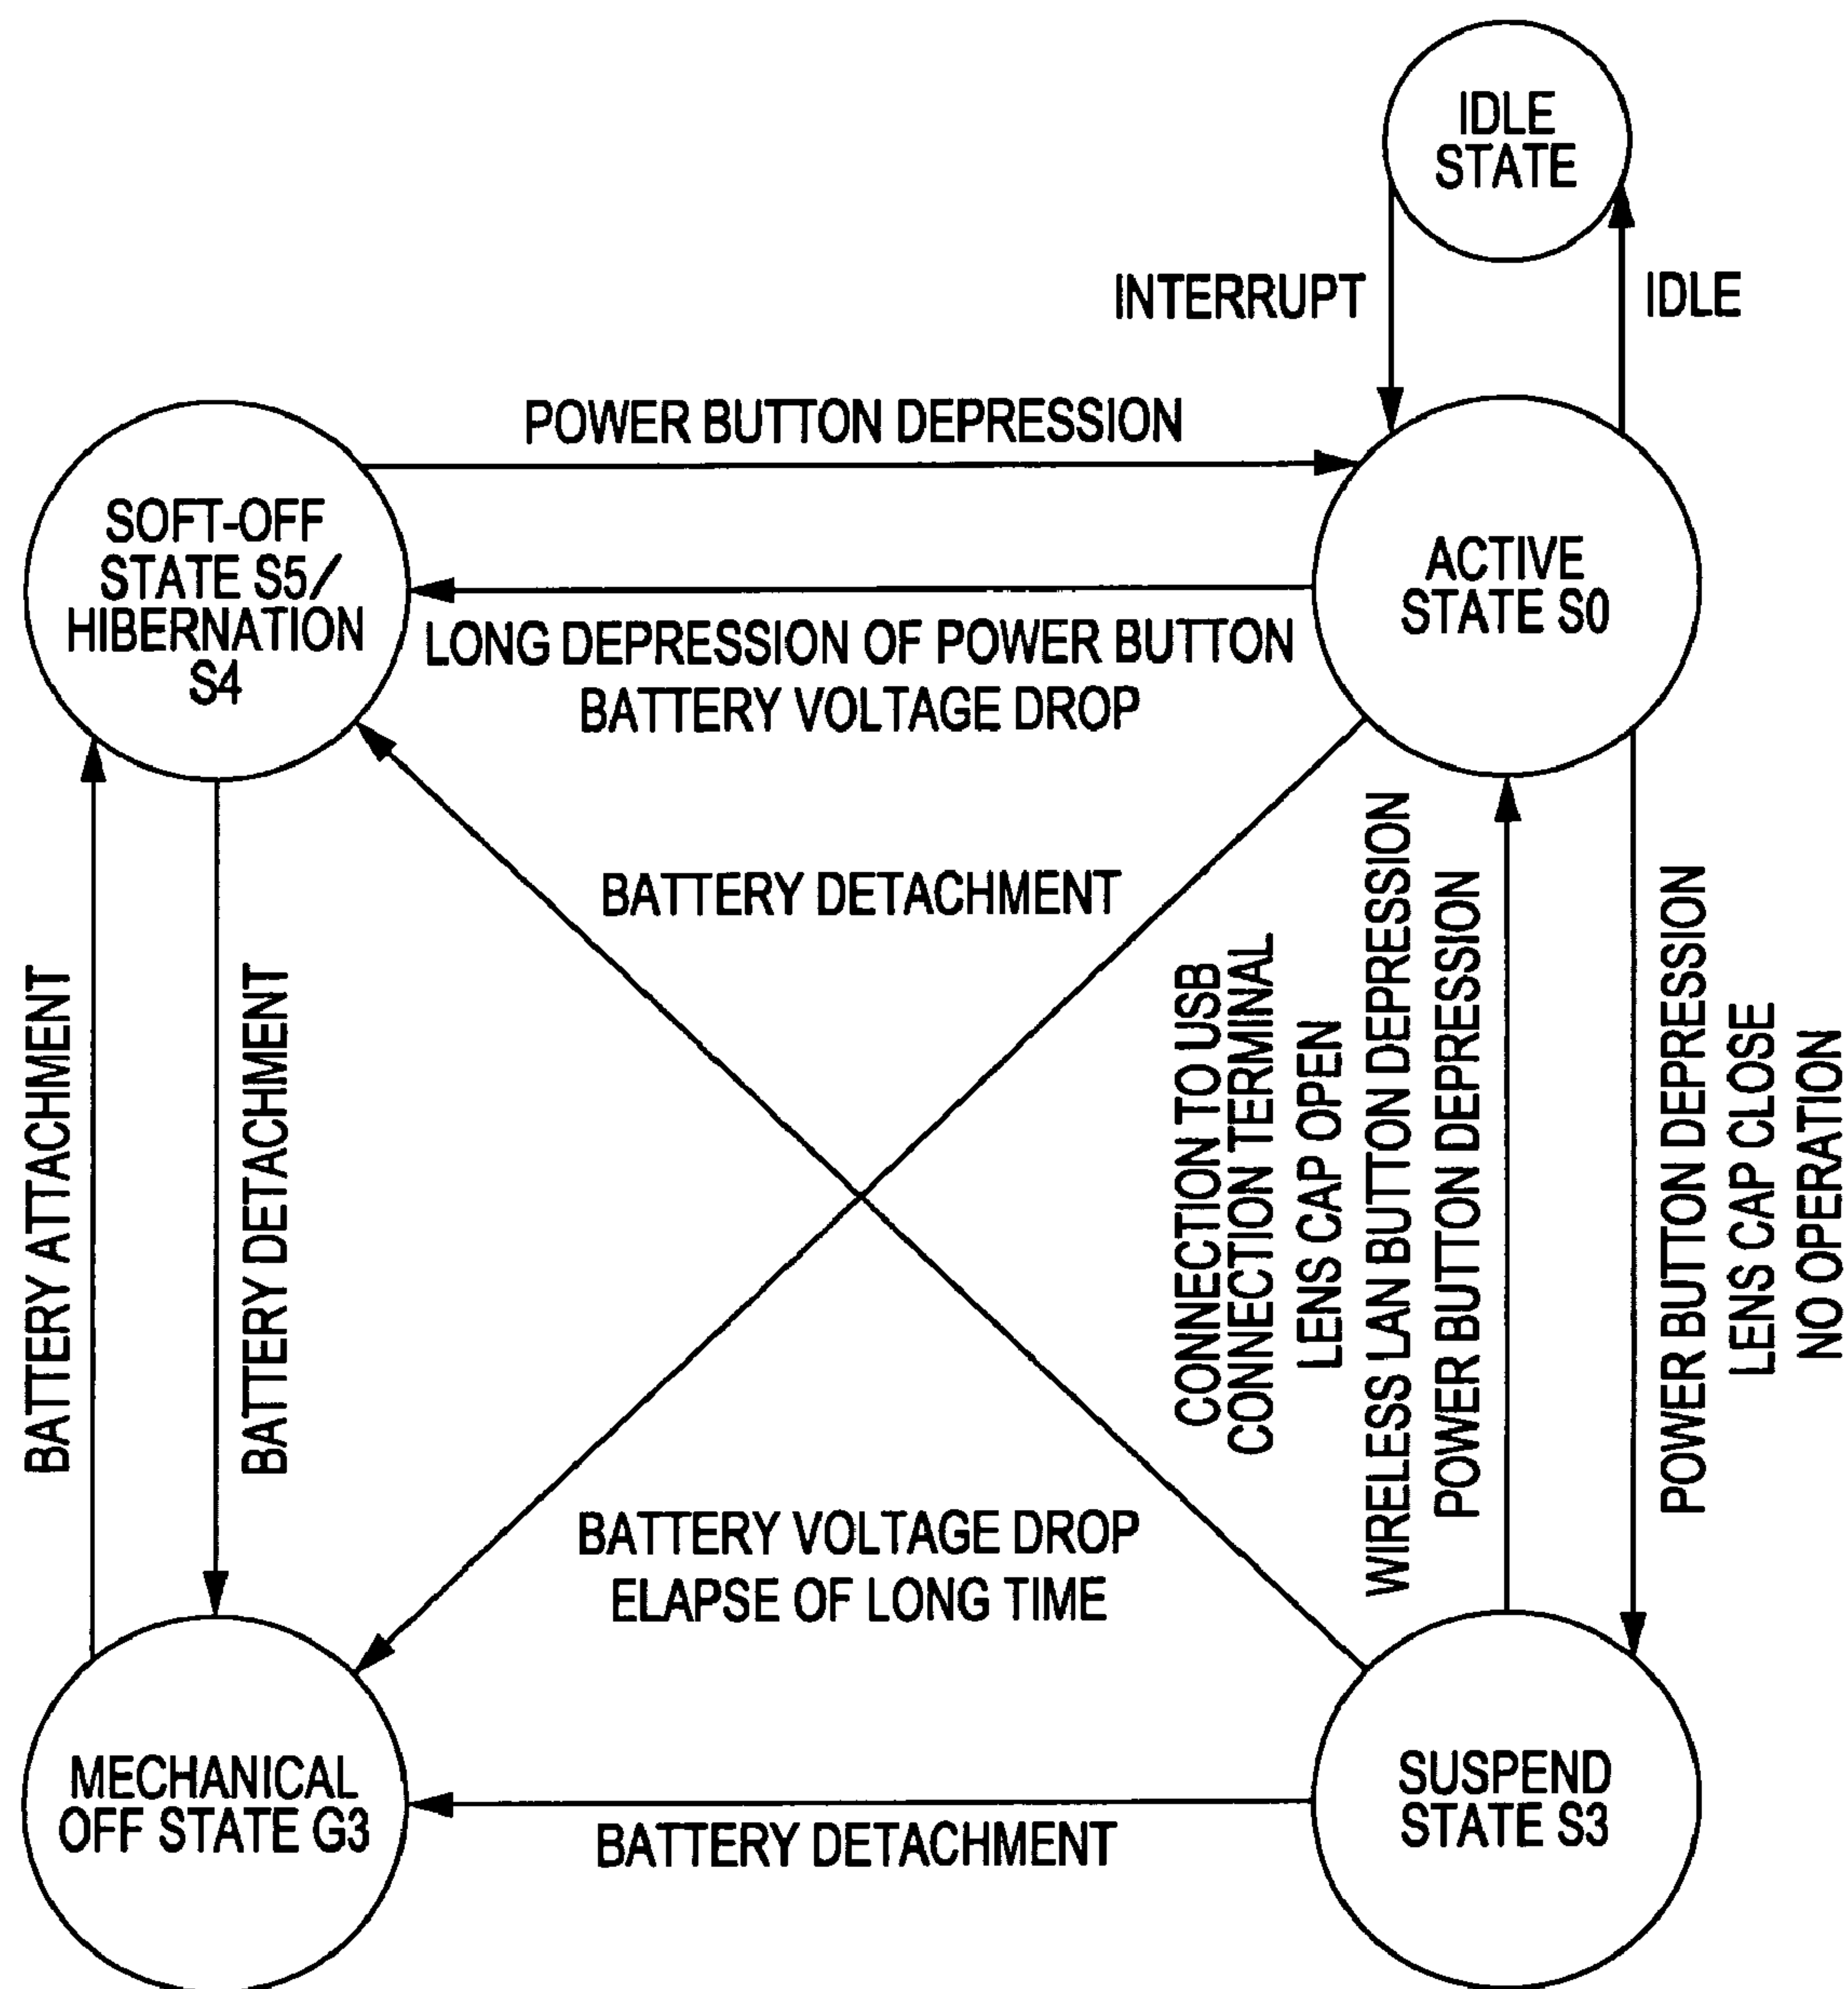 IDLE
STATE
INTERRUPT
IDLE
POWER BUTTON DEPRESSION
SOFT-OFF
STATE S5/
HIBERNATION
S4
ACTIVE
STATE S0
LONG DEPRESSION OF POWER BUTTON
BATTERY VOLTAGE DROP
BATTERY DETACHMENT
BATTERY ATTACHMENT
BATTERY DETACHMENT
CONNECTION TO USB
CONNECTION TERMINAL
LENS CAP OPEN
WIRELESS LAN BUTTON DEPRESSION
POWER BUTTON DEPRESSION
POWER BUTTON DEPRESSION
LENS CAP CLOSE
NO OPERATION
BATTERY VOLTAGE DROP
ELAPSE OF LONG TIME
MECHANICAL
OFF STATE G3
BATTERY DETACHMENT
SUSPEND
STATE S3